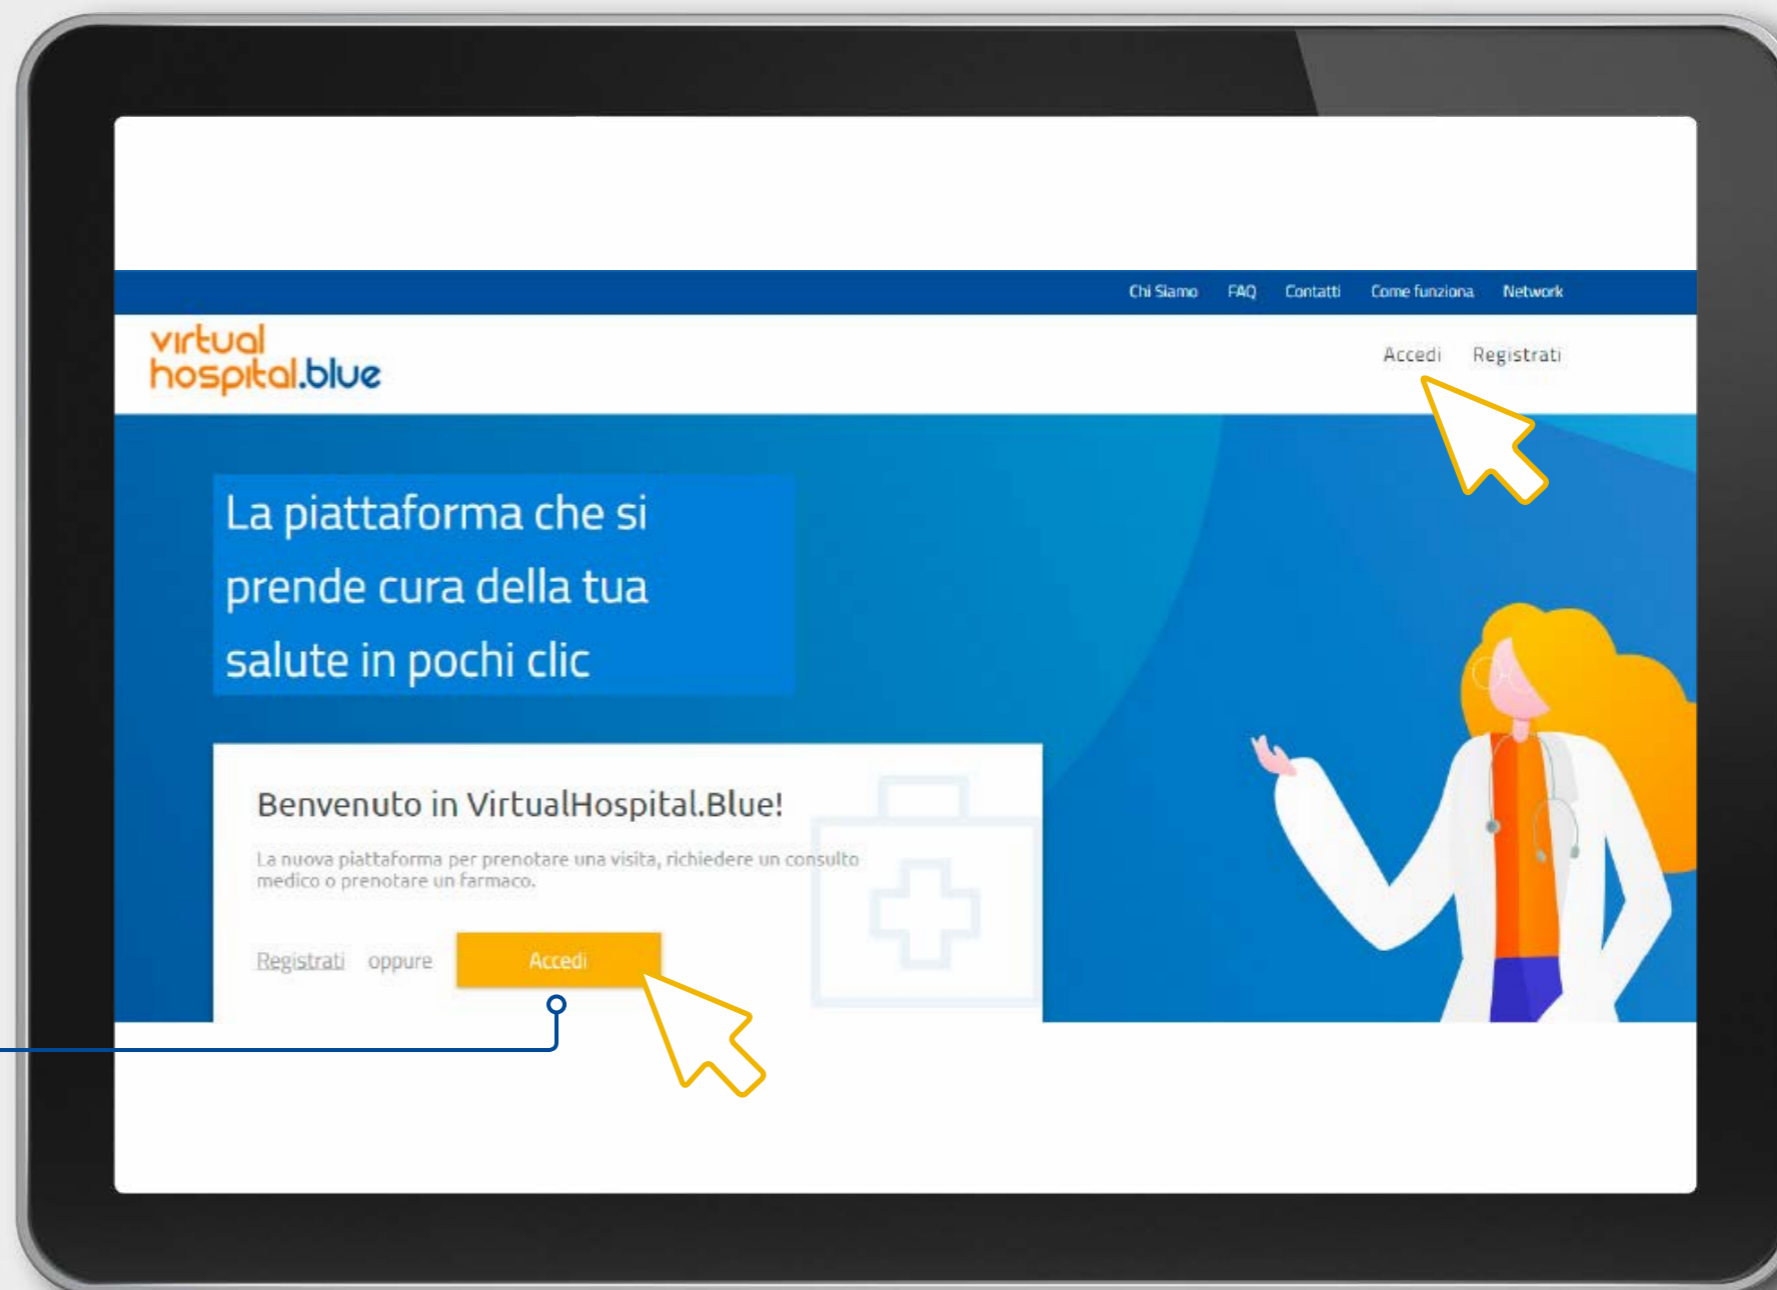 Chi Siamo FAQ Contatti Come funziona Network
virtual
hospital.blue
Accedi Registrati
La piattaforma che si
prende cura della tua
salute in pochi clic
Benvenuto in VirtualHospital.Blue!
La nuova piattaforma per prenotare una visita, richiedere un consulto
medico o prenotare un farmaco.
Registrati oppure Accedi